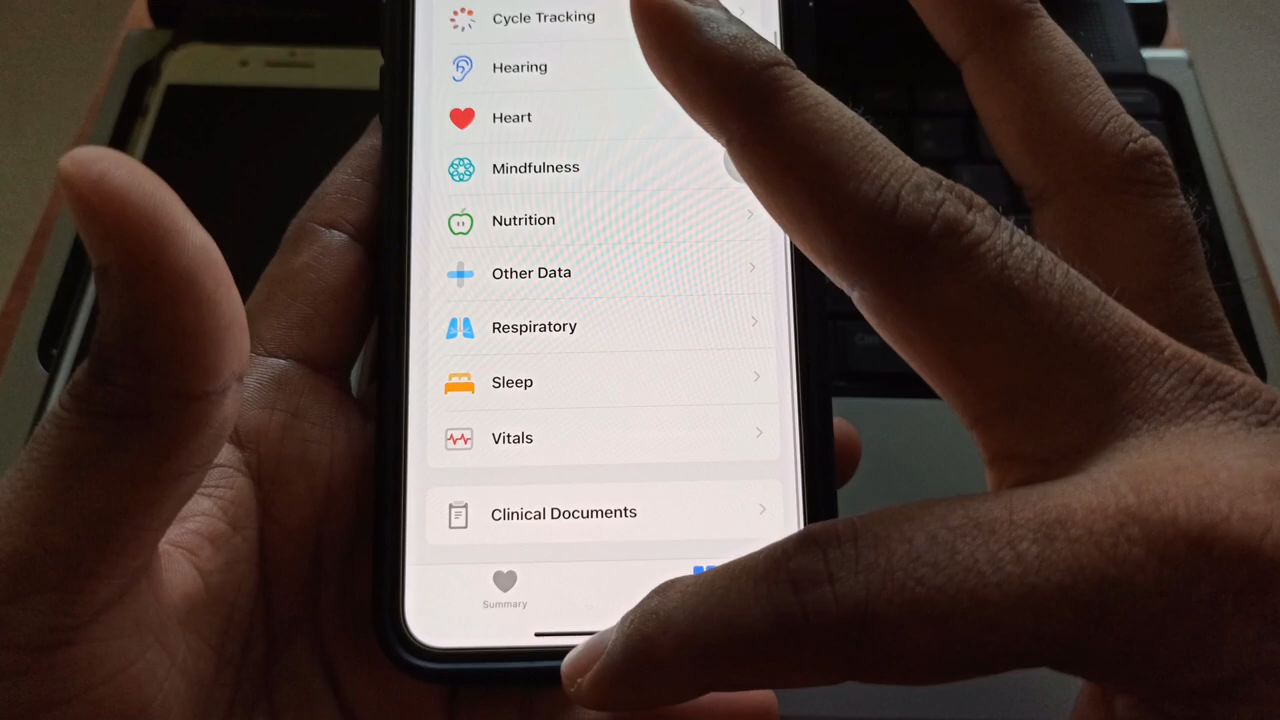 Cycle Tracking
Hearing
Heart
Mindfulness
Nutrition
Other Data
Respiratory
Sleep
Vitals
Clinical Documents
Summary